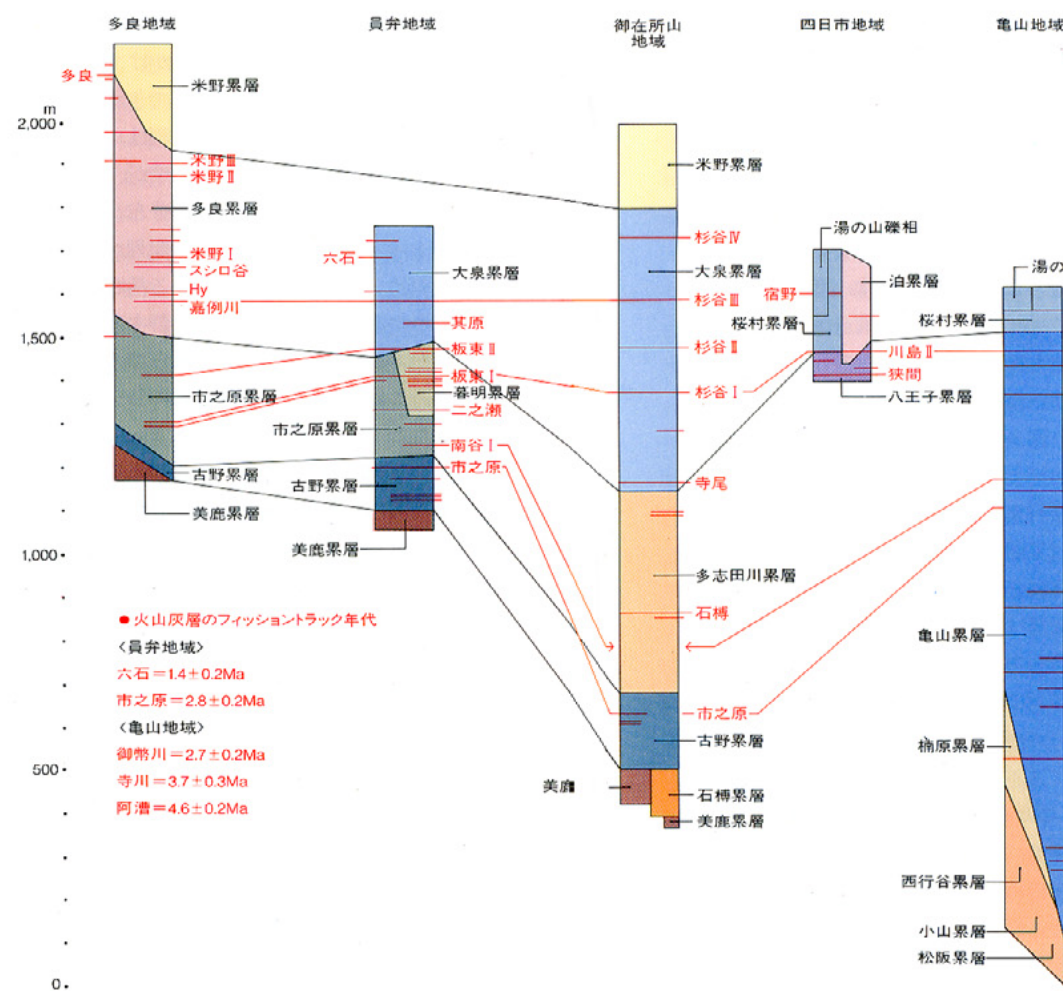 多良地域
員弁地域
御在所山
地域
四日市地域
亀山地域
m
2,000
1,500
1,000
500
0
多良
米野累層
米野Ⅲ
米野Ⅱ
多良累層
米野Ⅰ
スシロ谷
Hy
嘉例川
市之原累層
古野累層
美鹿累層
六石
大泉累層
其原
板東Ⅱ
板東Ⅰ
暮明累層
二之瀬
市之原累層
南谷Ⅰ
市之原
古野累層
美鹿累層
米野累層
杉谷Ⅳ
大泉累層
杉谷Ⅲ
杉谷Ⅱ
杉谷Ⅰ
寺尾
多志田川累層
石榑
市之原
古野累層
美鹿
石榑累層
美鹿累層
湯の山礫相
宿野
泊累層
桜村累層
川島Ⅱ
狭間
八王子累層
湯の
桜村累層
亀山累層
楠原累層
西行谷累層
小山累層
松阪累層
●火山灰層のフィッショントラック年代
〈員弁地域〉
六石=1.4±0.2Ma
市之原=2.8±0.2Ma
〈亀山地域〉
御幣川=2.7±0.2Ma
寺川=3.7±0.3Ma
阿漕=4.6±0.2Ma